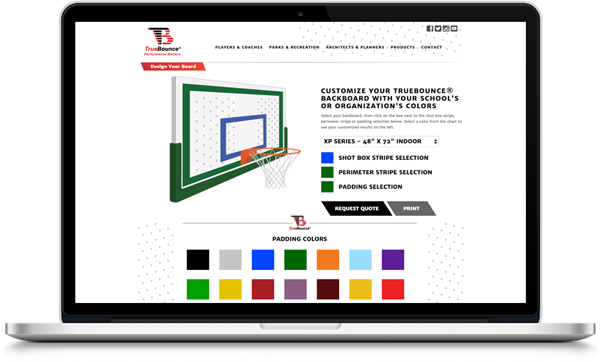 TB
TrueBounce®
Performance Matters
PLAYERS & COACHES PARKS & RECREATION ARCHITECTS & PLANNERS PRODUCTS CONTACT
Design Your Board
CUSTOMIZE YOUR TRUEBOUNCE®
BACKBOARD WITH YOUR SCHOOL'S
OR ORGANIZATION'S COLORS
Select your backboard, then click on the box next to the shot box stripe,
perimeter stripe or padding selection below. Select a color from the chart to
see your customized results on the left.
XP SERIES - 48" X 72" INDOOR
SHOT BOX STRIPE SELECTION
PERIMETER STRIPE SELECTION
PADDING SELECTION
REQUEST QUOTE PRINT
TB
TrueBounce
PADDING COLORS